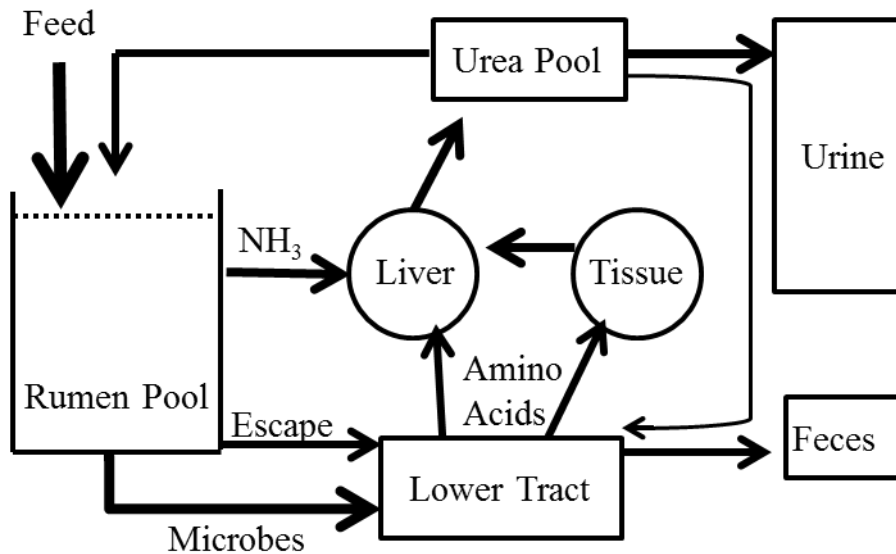 Feed
Urea Pool
Urine
NH₃
Liver
Tissue
Rumen Pool
Amino
Acids
Escape
Feces
Lower Tract
Microbes